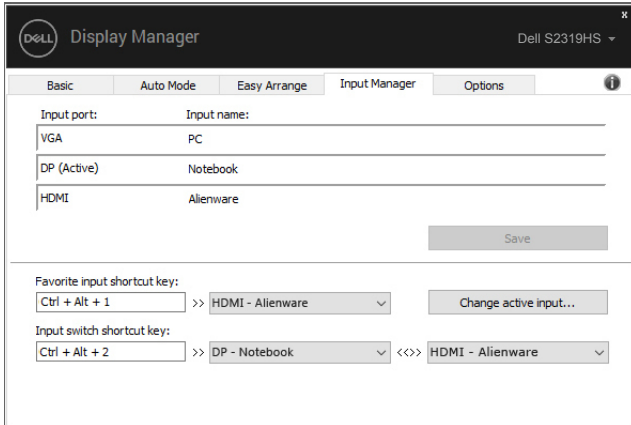 x
DELL Display Manager
Dell S2319HS
Basic Auto Mode Easy Arrange Input Manager Options i
Input port: Input name:
VGA PC
DP (Active) Notebook
HDMI Alienware
Save
Favorite input shortcut key:
Ctrl + Alt + 1 >> HDMI - Alienware Change active input...
Input switch shortcut key:
Ctrl + Alt + 2 >> DP - Notebook <<>> HDMI - Alienware